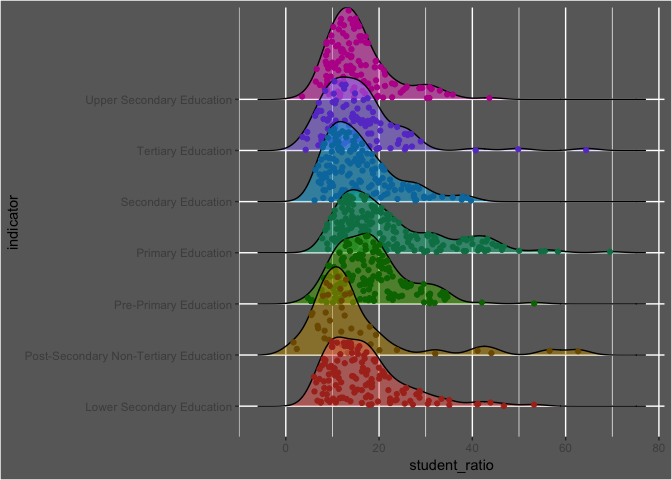 Upper Secondary Education
Tertiary Education
Secondary Education
Primary Education
Pre-Primary Education
Post-Secondary Non-Tertiary Education
Lower Secondary Education
indicator
0 20 40 60 80
student_ratio